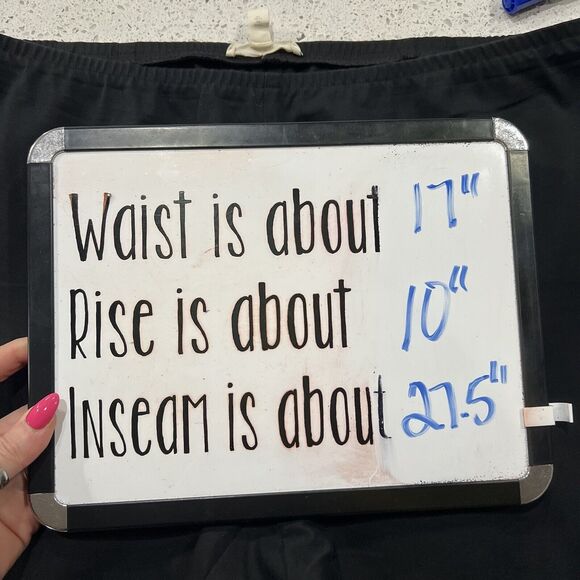 Waist is about 17"
Rise is about 10"
Inseam is about 27.5"